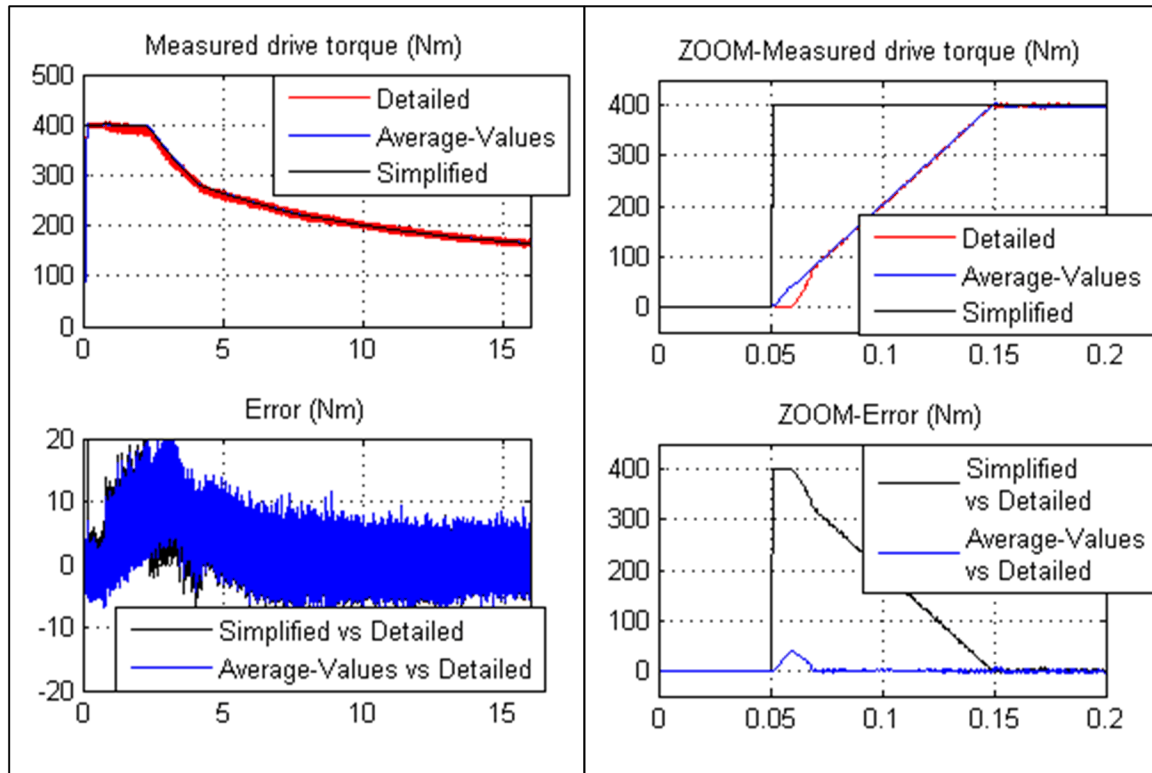 Measured drive torque (Nm)
500
400
300
200
100
0
0 5 10 15
Detailed
Average-Values
Simplified
ZOOM-Measured drive torque (Nm)
400
300
200
100
0
0 0.05 0.1 0.15 0.2
Detailed
Average-Values
Simplified
Error (Nm)
20
10
0
-10
-20
0 5 10 15
Simplified vs Detailed
Average-Values vs Detailed
ZOOM-Error (Nm)
400
300
200
100
0
0 0.05 0.1 0.15 0.2
Simplified
vs Detailed
Average-Values
vs Detailed